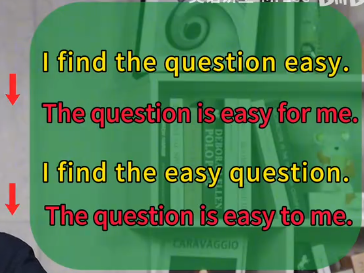 I find the question easy.
The question is easy for me.
I find the easy question.
The question is easy to me.
CARAVAGGIO